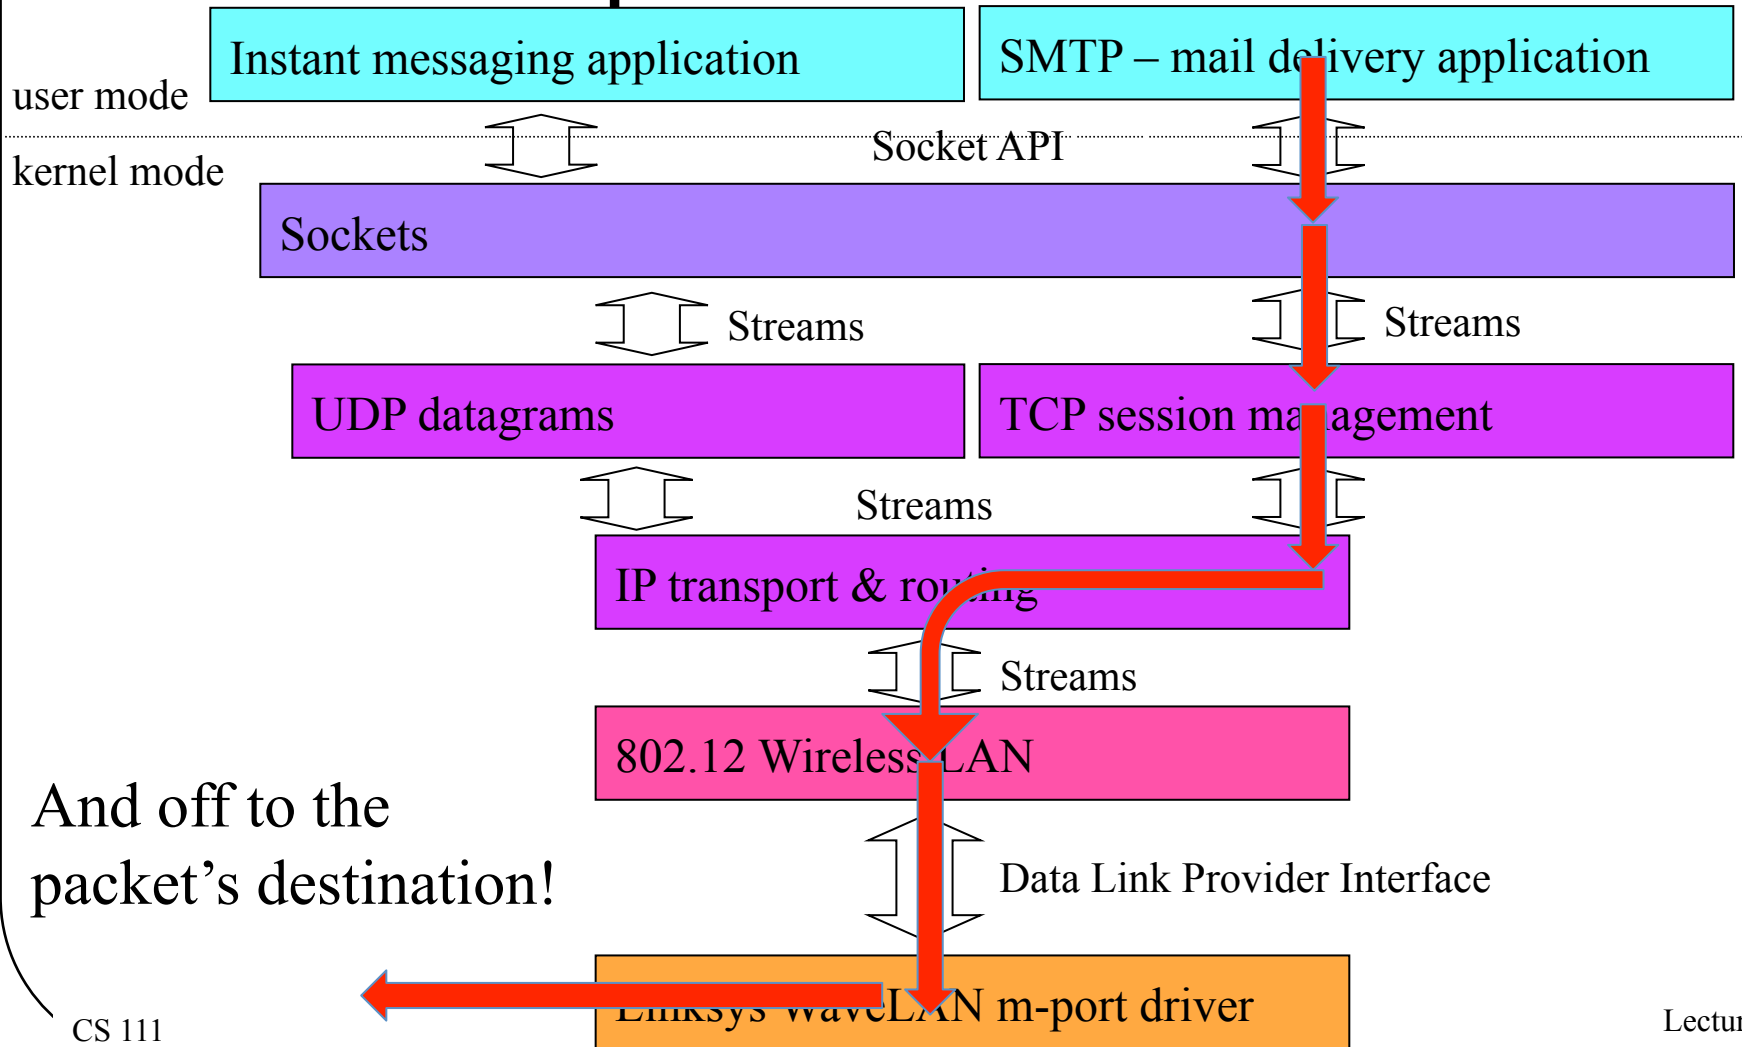 Instant messaging application
SMTP – mail delivery application
user mode
Socket API
kernel mode
Sockets
Streams
Streams
UDP datagrams
TCP session management
Streams
IP transport & routing
Streams
802.12 Wireless LAN
And off to the
packet’s destination!
Data Link Provider Interface
Linksys WaveLAN m-port driver
CS 111